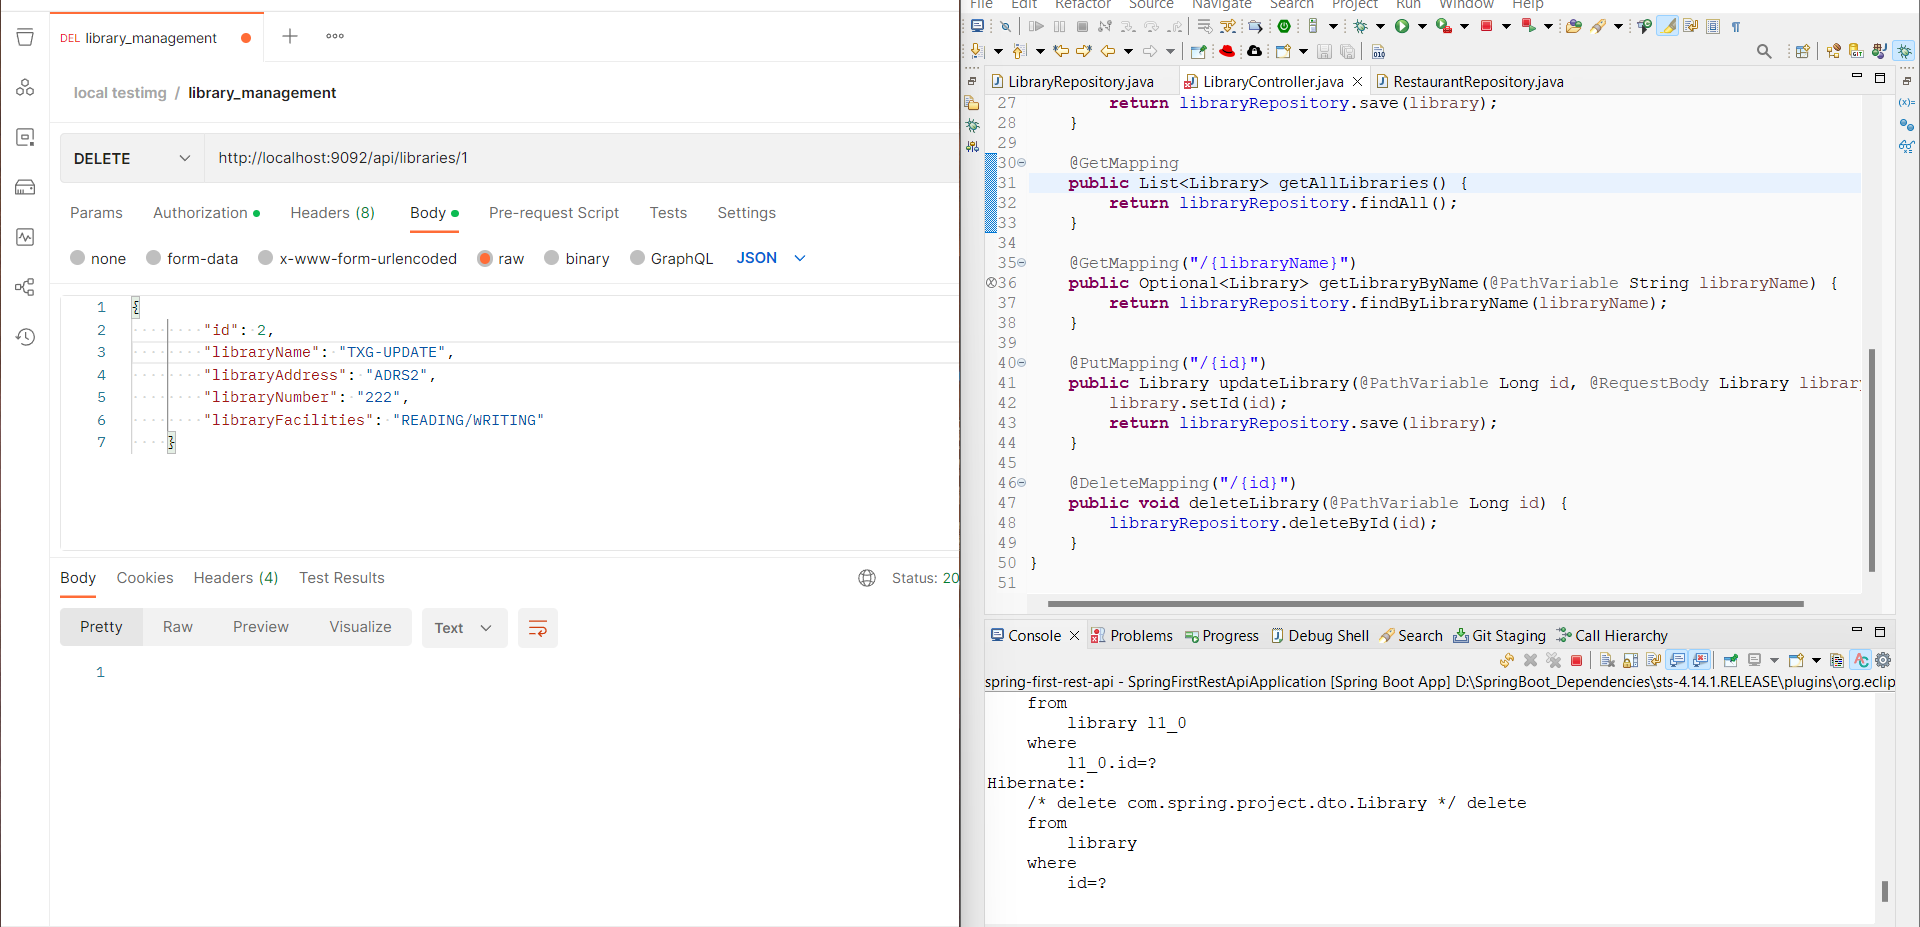 DEL library_management
local testimg / library_management
DELETE
http://localhost:9092/api/libraries/1
Params Authorization Headers (8) Body Pre-request Script Tests Settings
none form-data x-www-form-urlencoded raw binary GraphQL JSON
1 {
2 "id": 2,
3 "libraryName": "TXG-UPDATE",
4 "libraryAddress": "ADRS2",
5 "libraryNumber": "222",
6 "libraryFacilities": "READING/WRITING"
7 }
Body Cookies Headers (4) Test Results
Status: 20
Pretty Raw Preview Visualize Text
1
File Edit Refactor Source Navigate Search Project Run Window Help
LibraryRepository.java LibraryController.java RestaurantRepository.java
27 return libraryRepository.save(library);
28 }
29
30 @GetMapping
31 public List<Library> getAllLibraries() {
32 return libraryRepository.findAll();
33 }
34
35 @GetMapping("/{libraryName}")
36 public Optional<Library> getLibraryByName(@PathVariable String libraryName) {
37 return libraryRepository.findByLibraryName(libraryName);
38 }
39
40 @PutMapping("/{id}")
41 public Library updateLibrary(@PathVariable Long id, @RequestBody Library librar
42 library.setId(id);
43 return libraryRepository.save(library);
44 }
45
46 @DeleteMapping("/{id}")
47 public void deleteLibrary(@PathVariable Long id) {
48 libraryRepository.deleteById(id);
49 }
50 }
51
Console Problems Progress Debug Shell Search Git Staging Call Hierarchy
spring-first-rest-api - SpringFirstRestApiApplication [Spring Boot App] D:\SpringBoot_Dependencies\sts-4.14.1.RELEASE\plugins\org.eclip
from
library l1_0
where
l1_0.id=?
Hibernate:
/* delete com.spring.project.dto.Library */ delete
from
library
where
id=?